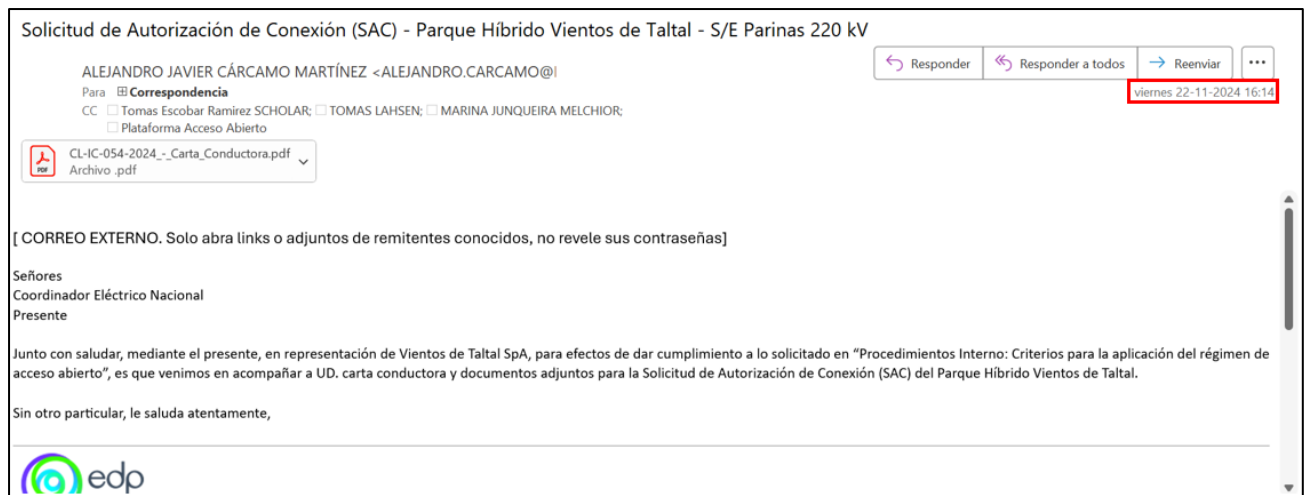 Solicitud de Autorización de Conexión (SAC) - Parque Híbrido Vientos de Taltal - S/E Parinas 220 kV
Responder
Responder a todos
Reenviar
ALEJANDRO JAVIER CÁRCAMO MARTÍNEZ <ALEJANDRO.CARCAMO@
Para Correspondencia
viernes 22-11-2024 16:14
CC Tomas Escobar Ramirez SCHOLAR; TOMAS LAHSEN; MARINA JUNQUEIRA MELCHIOR;
Plataforma Acceso Abierto
PDF
CL-IC-054-2024_-_Carta_Conductora.pdf
Archivo .pdf
[ CORREO EXTERNO. Solo abra links o adjuntos de remitentes conocidos, no revele sus contraseñas]
Señores
Coordinador Eléctrico Nacional
Presente
Junto con saludar, mediante el presente, en representación de Vientos de Taltal SpA, para efectos de dar cumplimiento a lo solicitado en “Procedimientos Interno: Criterios para la aplicación del régimen de
acceso abierto”, es que venimos en acompañar a UD. carta conductora y documentos adjuntos para la Solicitud de Autorización de Conexión (SAC) del Parque Híbrido Vientos de Taltal.
Sin otro particular, le saluda atentamente,
edp